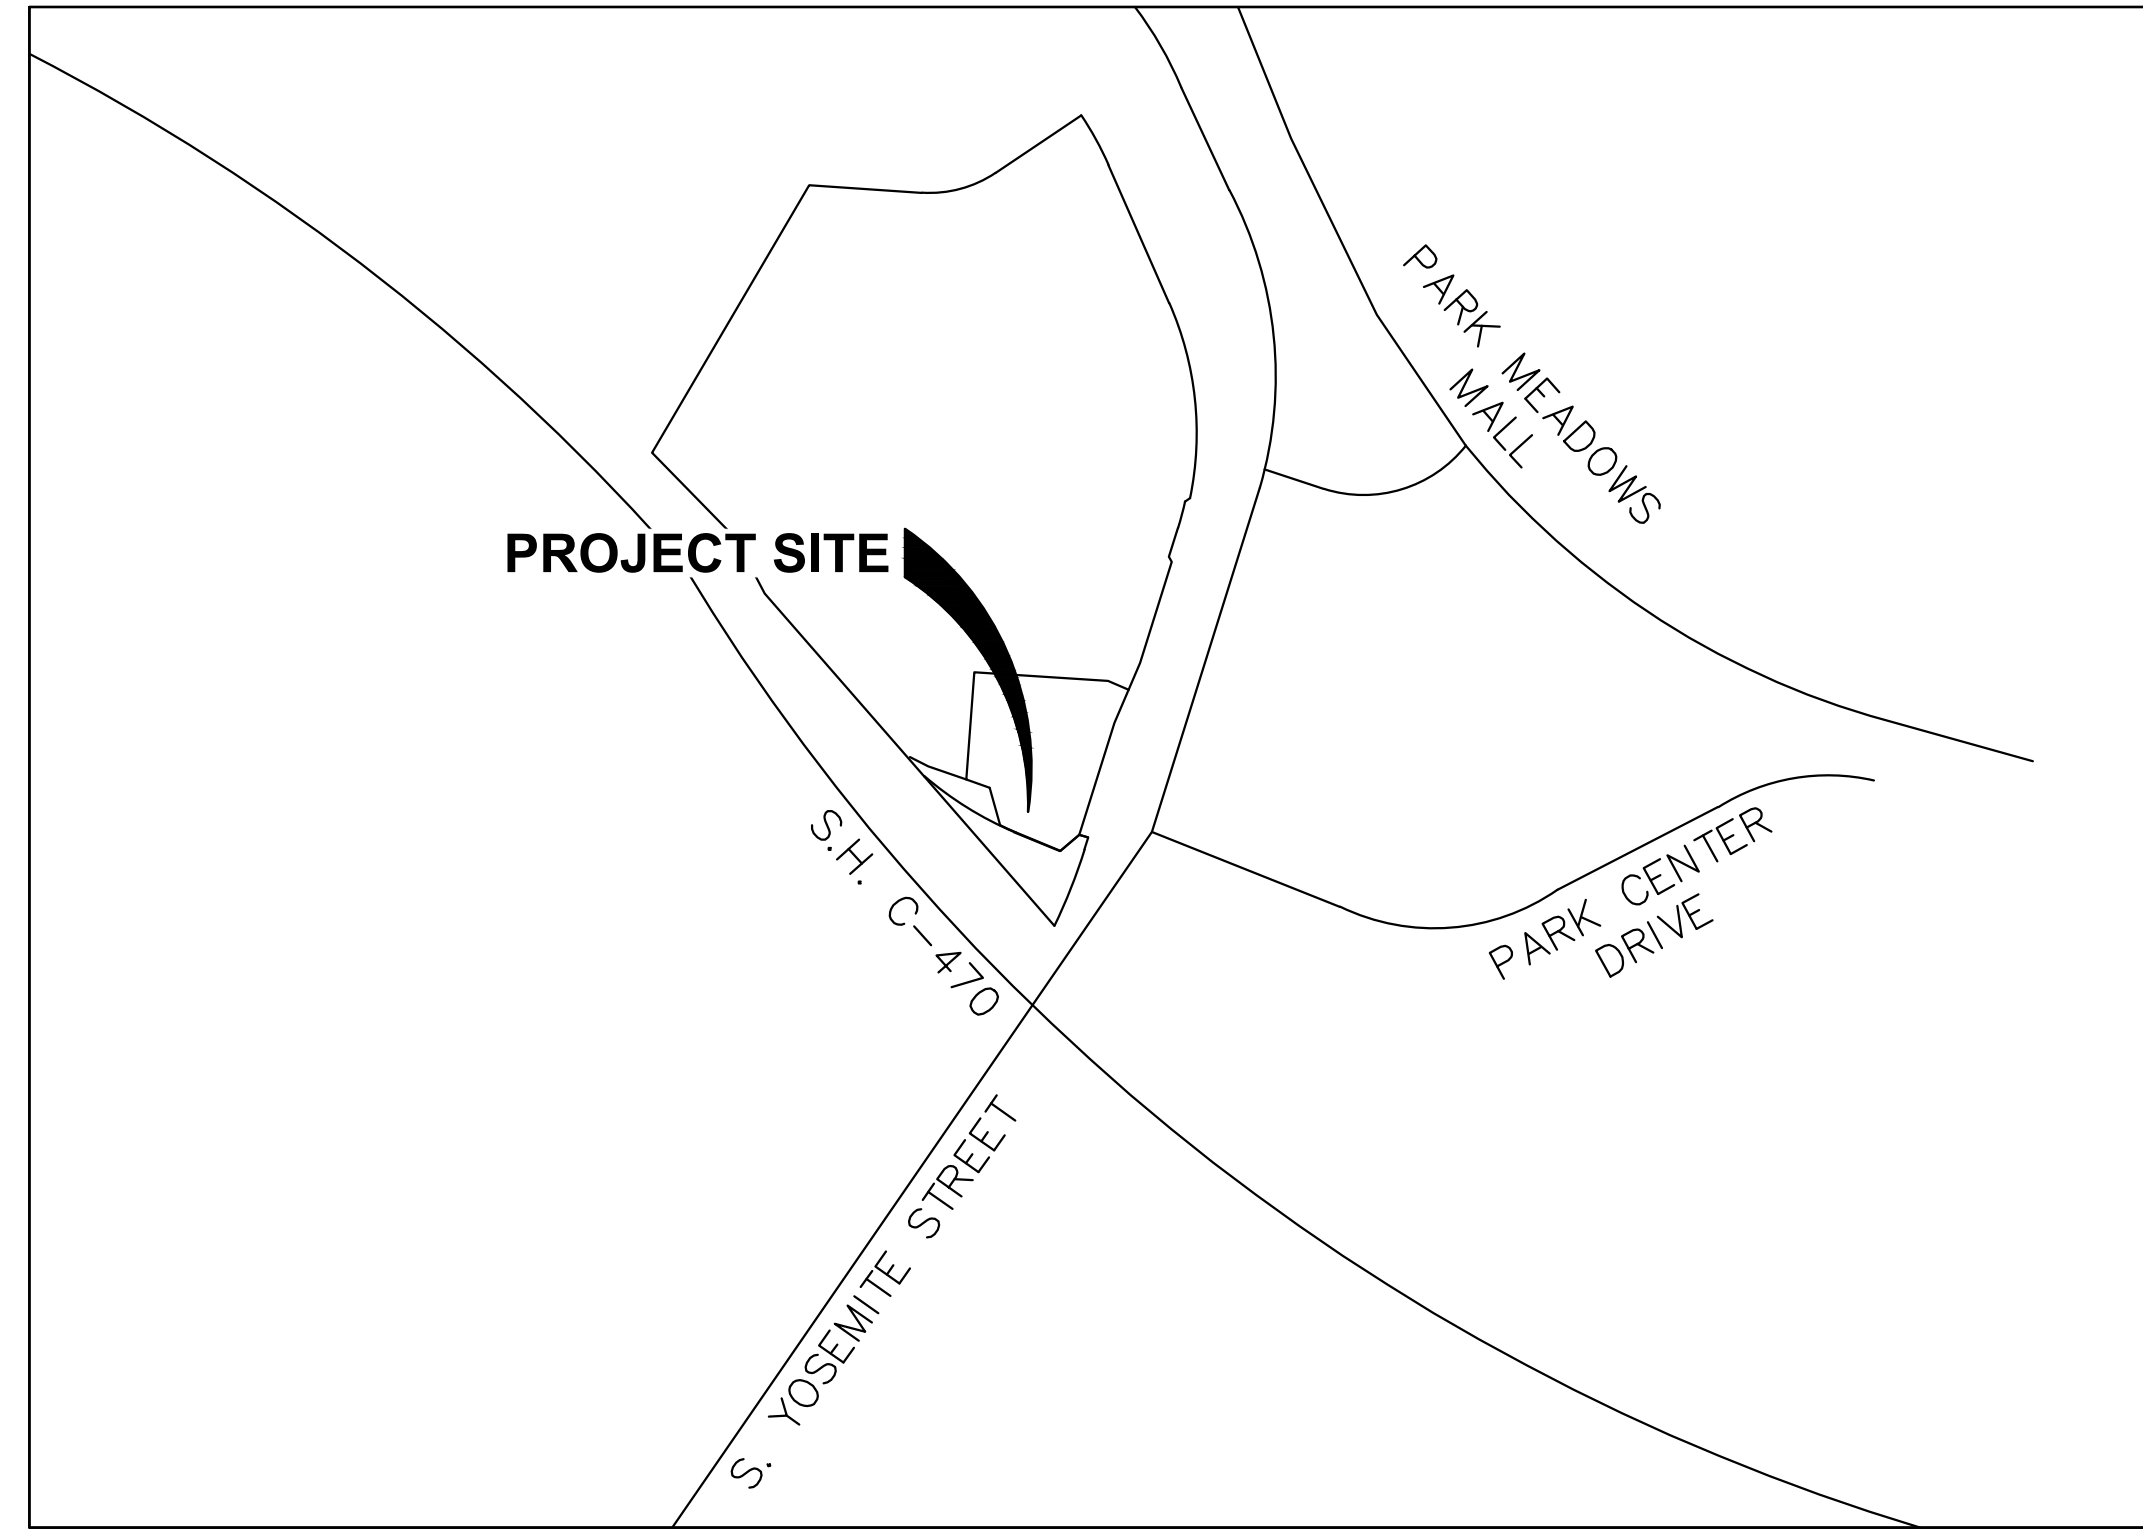 PARK MEADOWS
MALL
PROJECT SITE
S.H. C-470
PARK CENTER
DRIVE
S. YOSEMITE STREET